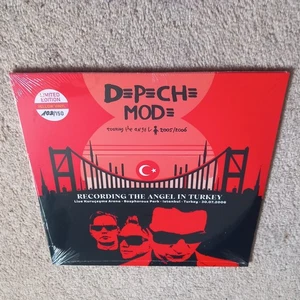 DEPECHE
MODE
LIMITED
EDITION
touring the angel 2005/2006
RECORDING THE ANGEL IN TURKEY
Live Kuruçeşme Arena - Bosphorous Park - Istanbul - Turkey - 30.07.2006